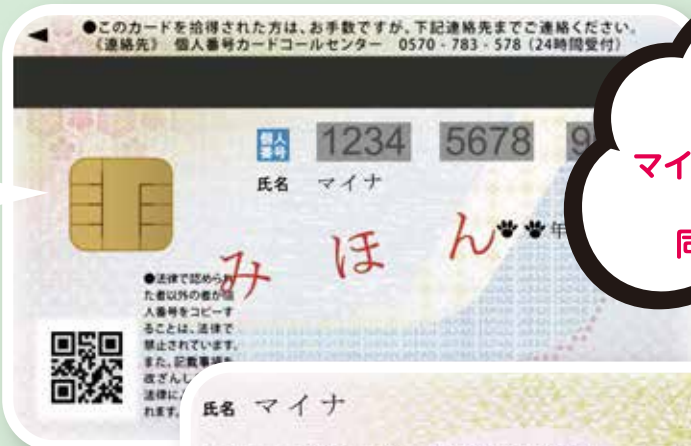 ●このカードを拾得された方は、お手数ですが、下記連絡先までご連絡ください。
《連絡先》 個人番号カードコールセンター 0570-783-578(24時間受付)
個人番号 1234 5678 9
氏名 マイナ
年
みほん
●法律で認められ
た者以外の者が個
人番号をコピーす
ることは、法律で
禁止されています。
また、記載事項を
改ざんし
法律に
れます。
氏名 マイナ
マイ
同